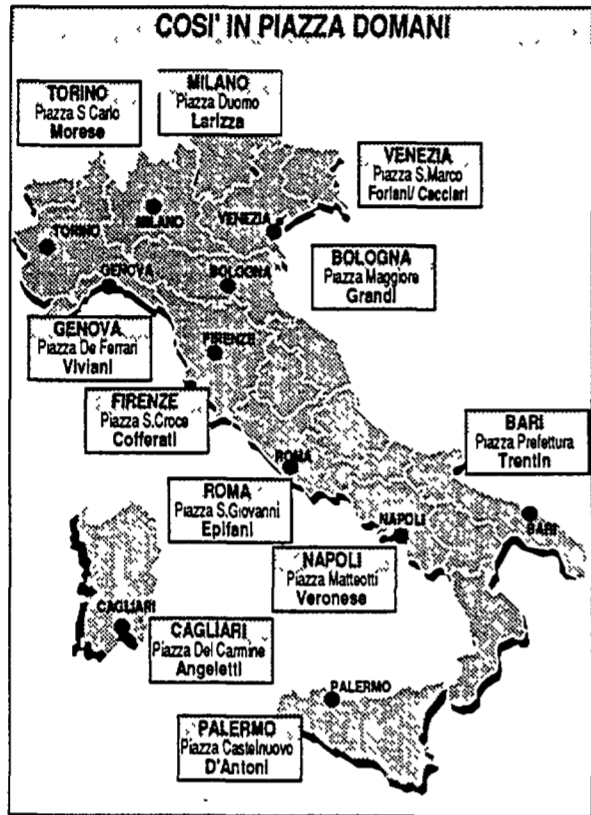 COSI' IN PIAZZA DOMANI
TORINO
Piazza S Carlo
Morese
MILANO
Piazza Duomo
Larizza
VENEZIA
Piazza S.Marco
Forlani/ Cacciari
BOLOGNA
Piazza Maggiore
Grandi
GENOVA
Piazza De Ferrari
Viviani
FIRENZE
Piazza S.Croce
Cofferati
ROMA
Piazza S.Giovanni
Epifani
BARI
Piazza Prefettura
Trentin
NAPOLI
Piazza Matteotti
Veronese
CAGLIARI
Piazza Del Carmine
Angeletti
PALERMO
Piazza Castelnuovo
D'Antoni
TORINO
MILANO
VENEZIA
GENOVA
BOLOGNA
FIRENZE
ROMA
NAPOLI
BARI
CAGLIARI
PALERMO